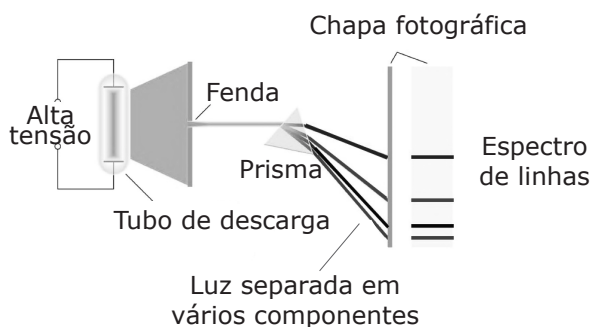 Chapa fotográfica
Fenda
Alta
tensão
Prisma
Espectro
de linhas
Tubo de descarga
Luz separada em
vários componentes